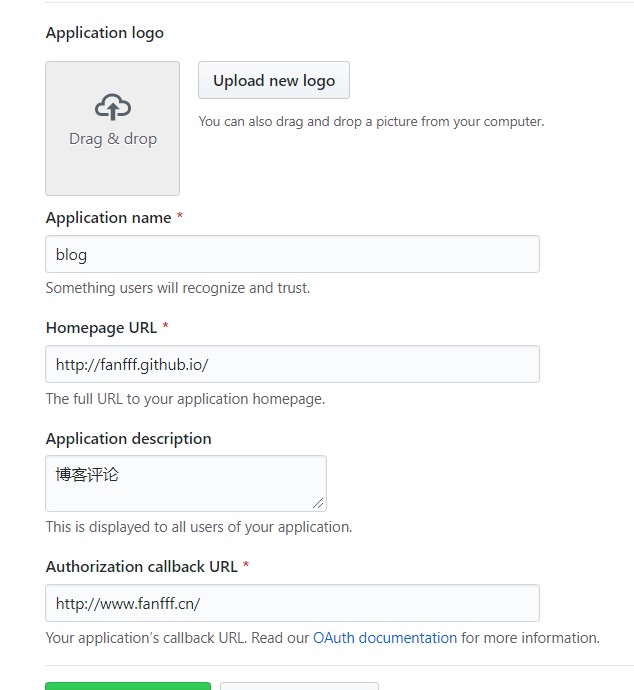 Application logo
Upload new logo
Drag & drop
You can also drag and drop a picture from your computer.
Application name *
blog
Something users will recognize and trust.
Homepage URL *
http://fanfff.github.io/
The full URL to your application homepage.
Application description
博客评论
This is displayed to all users of your application.
Authorization callback URL *
http://www.fanfff.cn/
Your application’s callback URL. Read our OAuth documentation for more information.